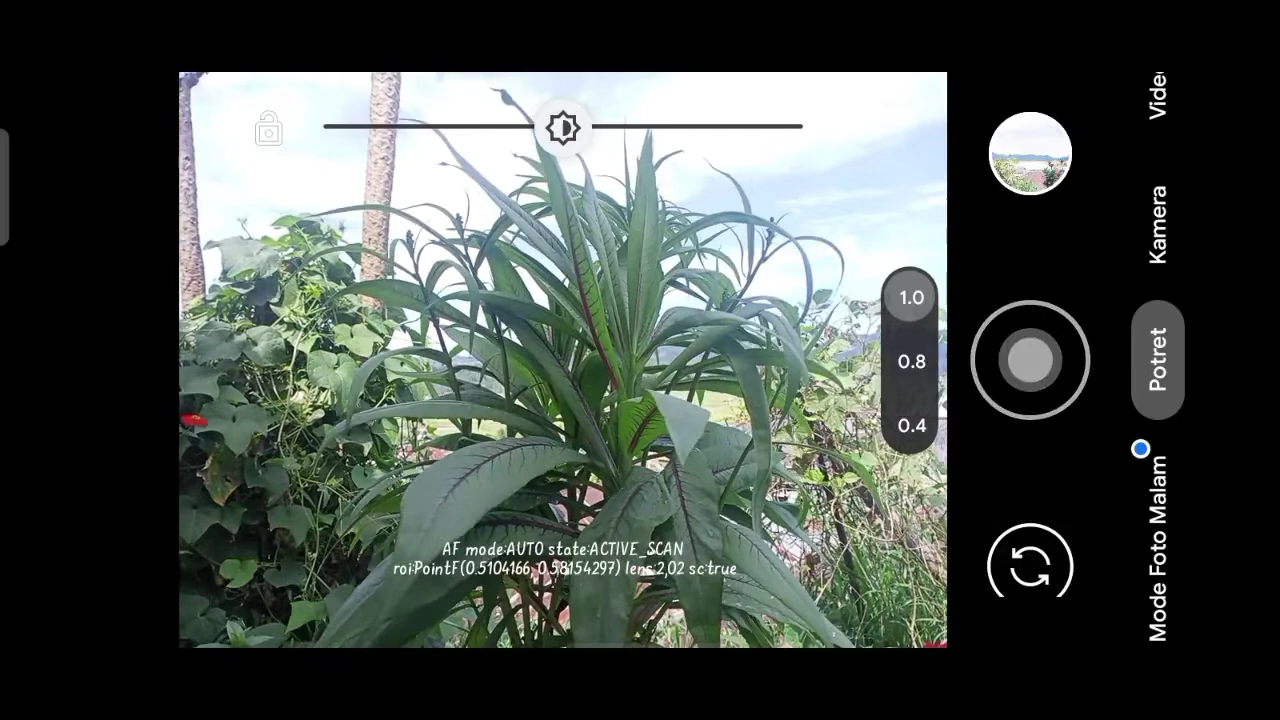 AF mode:AUTO state:ACTIVE_SCAN
roi:PointF(0.5104166, 0.58154297) lens:2,02 sc:true
1.0
0.8
0.4
Video
Kamera
Potret
Mode Foto Malam